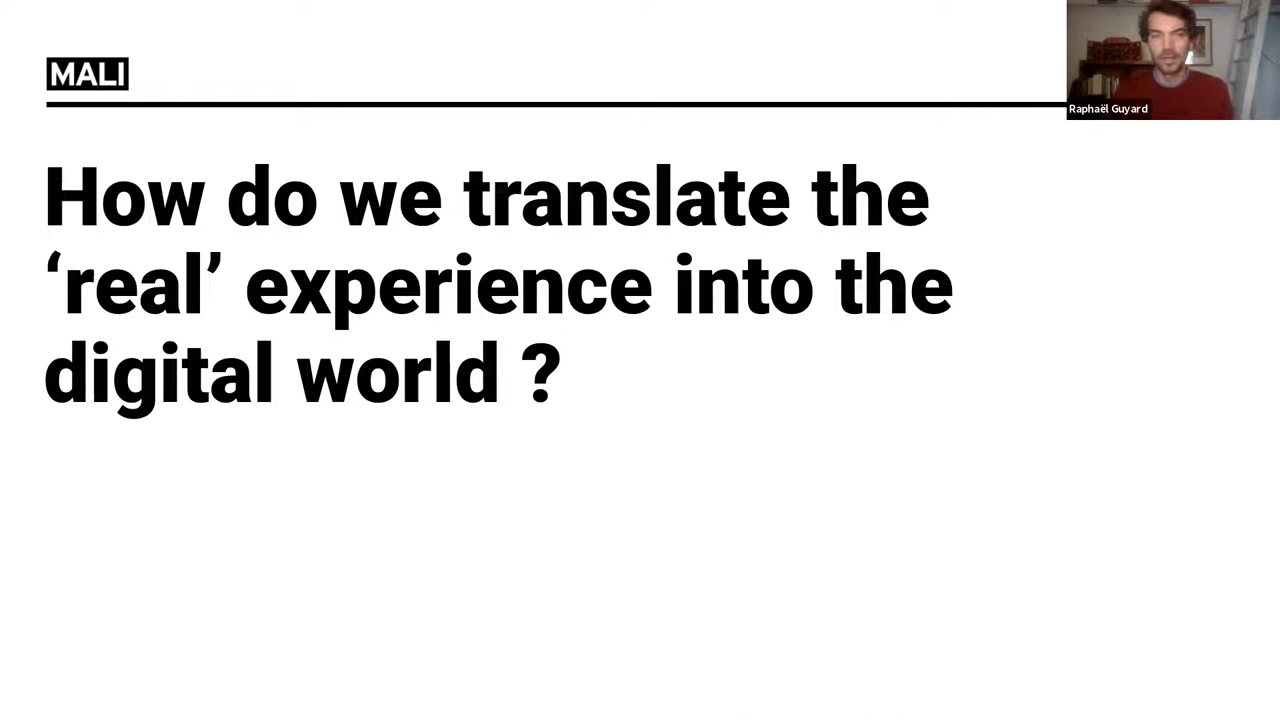 MALI
Raphaël Guyard
How do we translate the
‘real’ experience into the
digital world ?